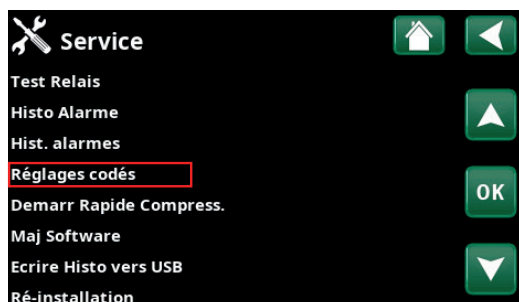 Service
Test Relais
Histo Alarme
Hist. alarmes
Réglages codés
OK
Demarr Rapide Compress.
Maj Software
Ecrire Histo vers USB
Ré-installation